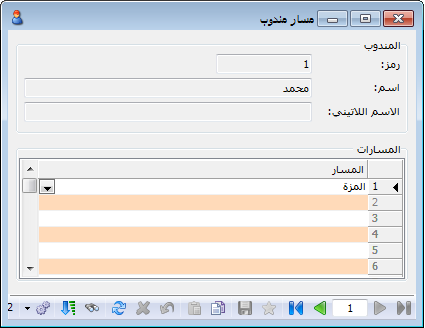 مسار مندوب
المندوب
رمز: 1
اسم: محمد
الاسم اللاتيني:
المسارات
المسار
1 المزة
2
3
4
5
6
1
2